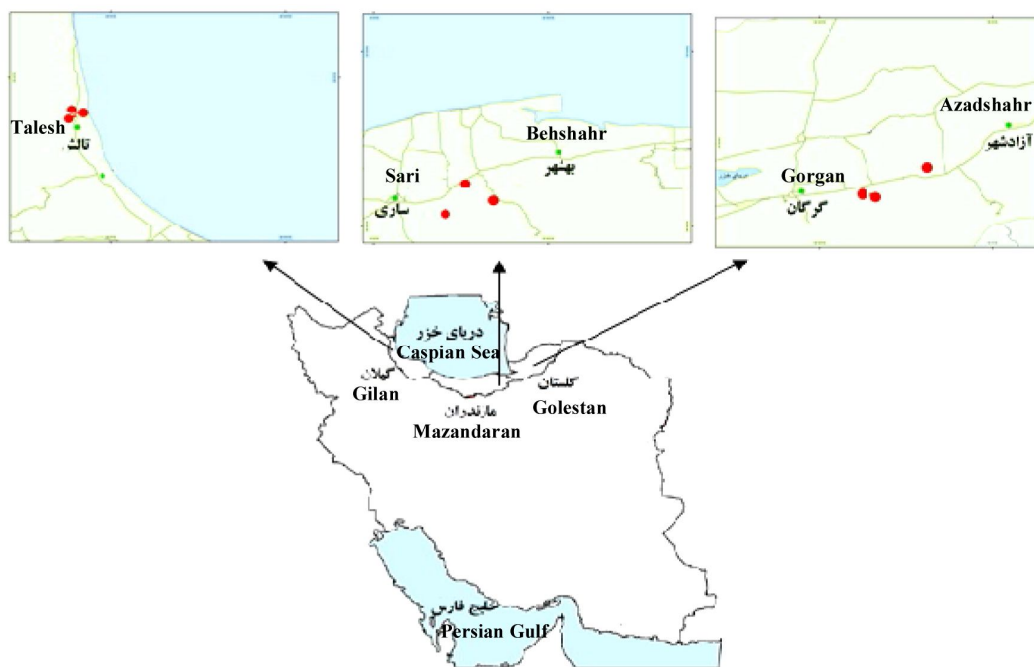 Talesh
تالش
Behshahr
بهشهر
Sari
ساری
Azadshahr
آزادشهر
Gorgan
گرگان
دریای خزر
Caspian Sea
گیلان
Gilan
مازندران
Mazandaran
گلستان
Golestan
خلیج فارس
Persian Gulf